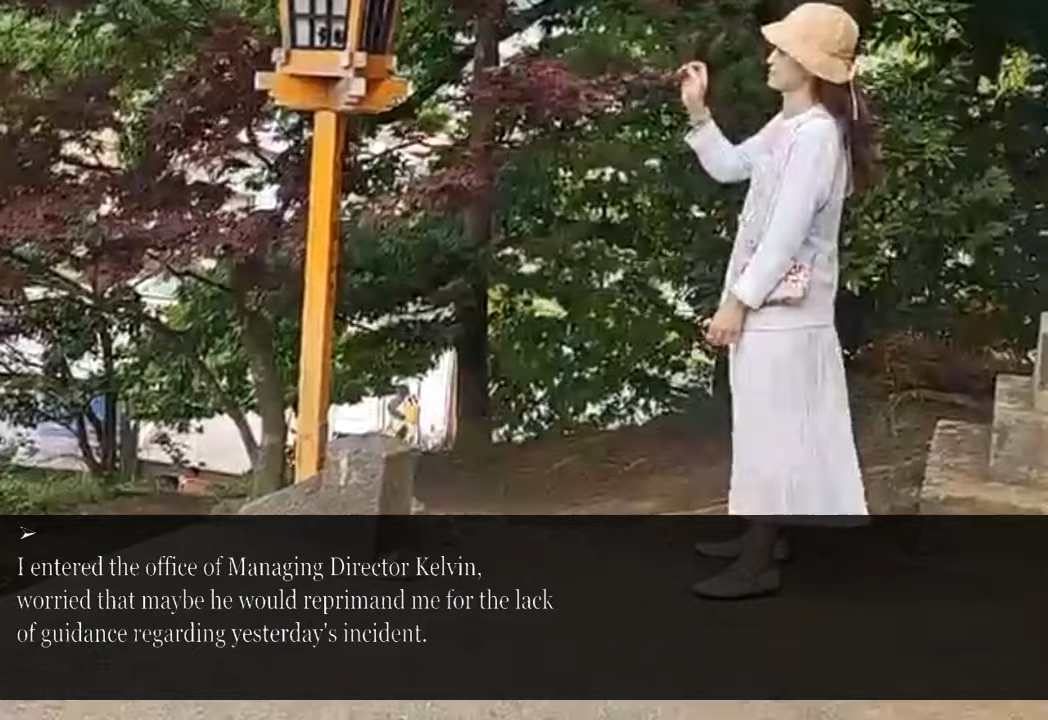 ➢
I entered the office of Managing Director Kelvin,
worried that maybe he would reprimand me for the lack
of guidance regarding yesterday's incident.